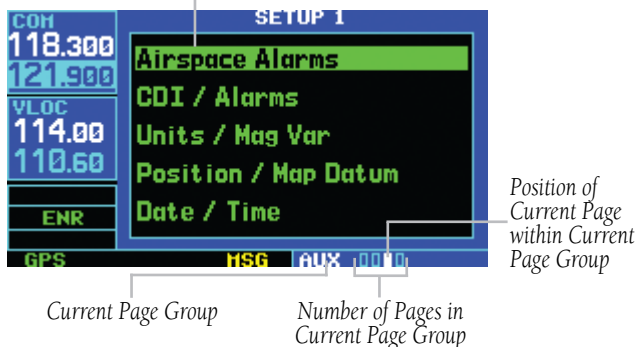 COM
118.300
121.900
VLOC
114.00
110.60
ENR
GPS
SETUP 1
Airspace Alarms
CDI / Alarms
Units / Mag Var
Position / Map Datum
Date / Time
MSG
AUX
Current Page Group
Number of Pages in
Current Page Group
Position of
Current Page
within Current
Page Group